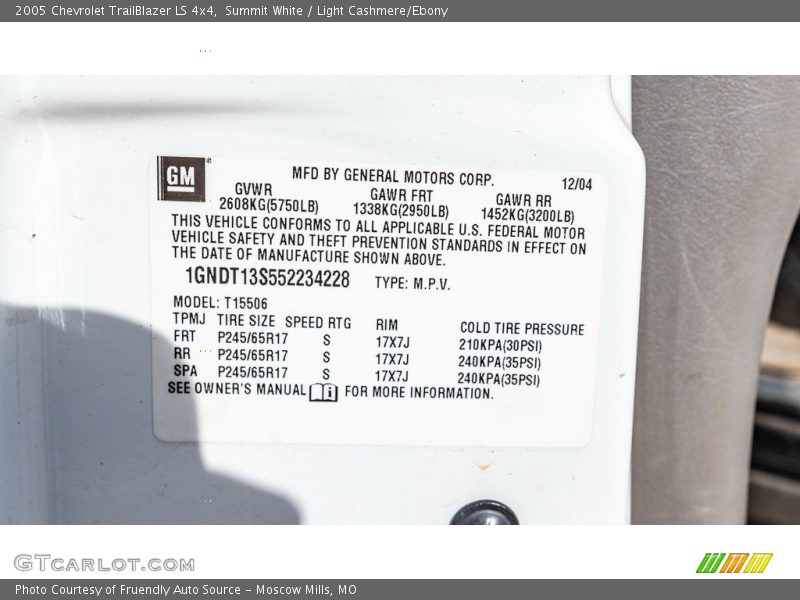 2005 Chevrolet TrailBlazer LS 4x4,  Summit White / Light Cashmere/Ebony
GM
MFD BY GENERAL MOTORS CORP. 12/04
GVWR GAWR FRT GAWR RR
2608KG(5750LB) 1338KG(2950LB) 1452KG(3200LB)
THIS VEHICLE CONFORMS TO ALL APPLICABLE U.S. FEDERAL MOTOR
VEHICLE SAFETY AND THEFT PREVENTION STANDARDS IN EFFECT ON
THE DATE OF MANUFACTURE SHOWN ABOVE.
1GNDT13S552234228 TYPE: M.P.V.
MODEL: T15506
TPMJ TIRE SIZE SPEED RTG RIM COLD TIRE PRESSURE
FRT P245/65R17 S 17X7J 210KPA(30PSI)
RR P245/65R17 S 17X7J 240KPA(35PSI)
SPA P245/65R17 S 17X7J 240KPA(35PSI)
SEE OWNER'S MANUAL i FOR MORE INFORMATION.
GTCARLOT.COM
Photo Courtesy of Fruendly Auto Source - Moscow Mills, MO